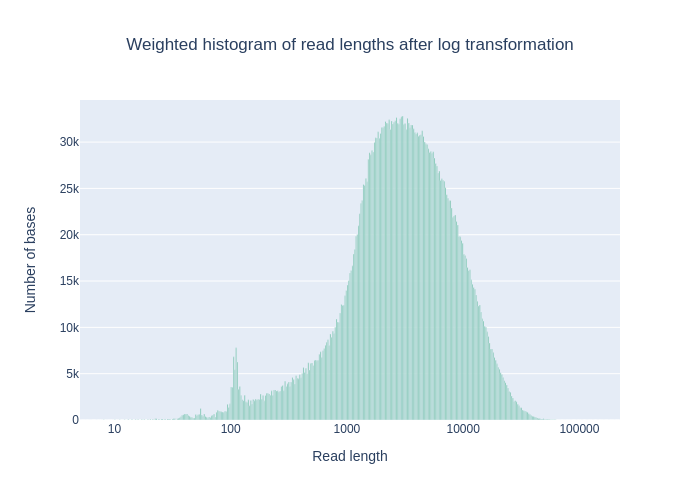 Weighted histogram of read lengths after log transformation
Number of bases
30k
25k
20k
15k
10k
5k
0
10 100 1000 10000 100000
Read length